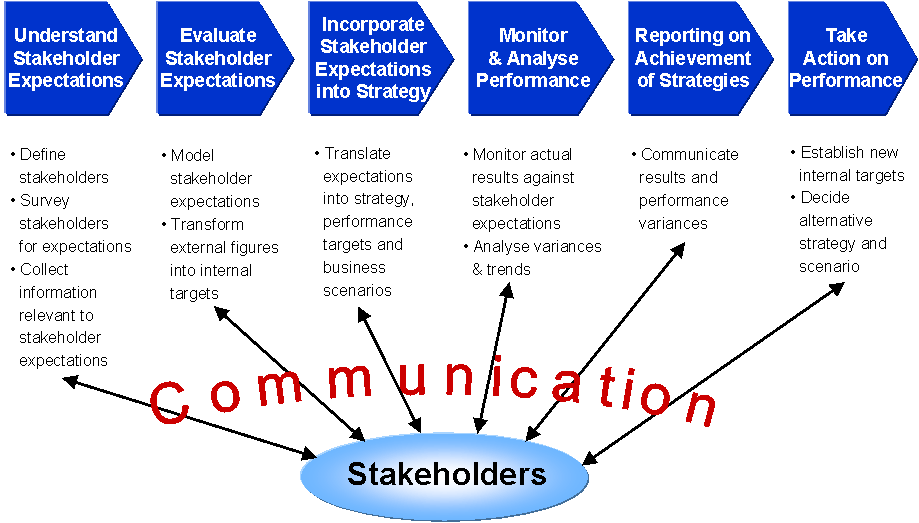 Understand
Stakeholder
Expectations
Evaluate
Stakeholder
Expectations
Incorporate
Stakeholder
Expectations
into Strategy
Monitor
& Analyse
Performance
Reporting on
Achievement
of Strategies
Take
Action on
Performance
• Define
stakeholders
• Survey
stakeholders
for expectations
• Collect
information
relevant to
stakeholder
expectations
• Model
stakeholder
expectations
• Transform
external figures
into internal
targets
• Translate
expectations
into strategy,
performance
targets and
business
scenarios
• Monitor actual
results against
stakeholder
expectations
• Analyse variances
& trends
• Communicate
results and
performance
variances
• Establish new
internal targets
• Decide
alternative
strategy and
scenario
Communication
Stakeholders